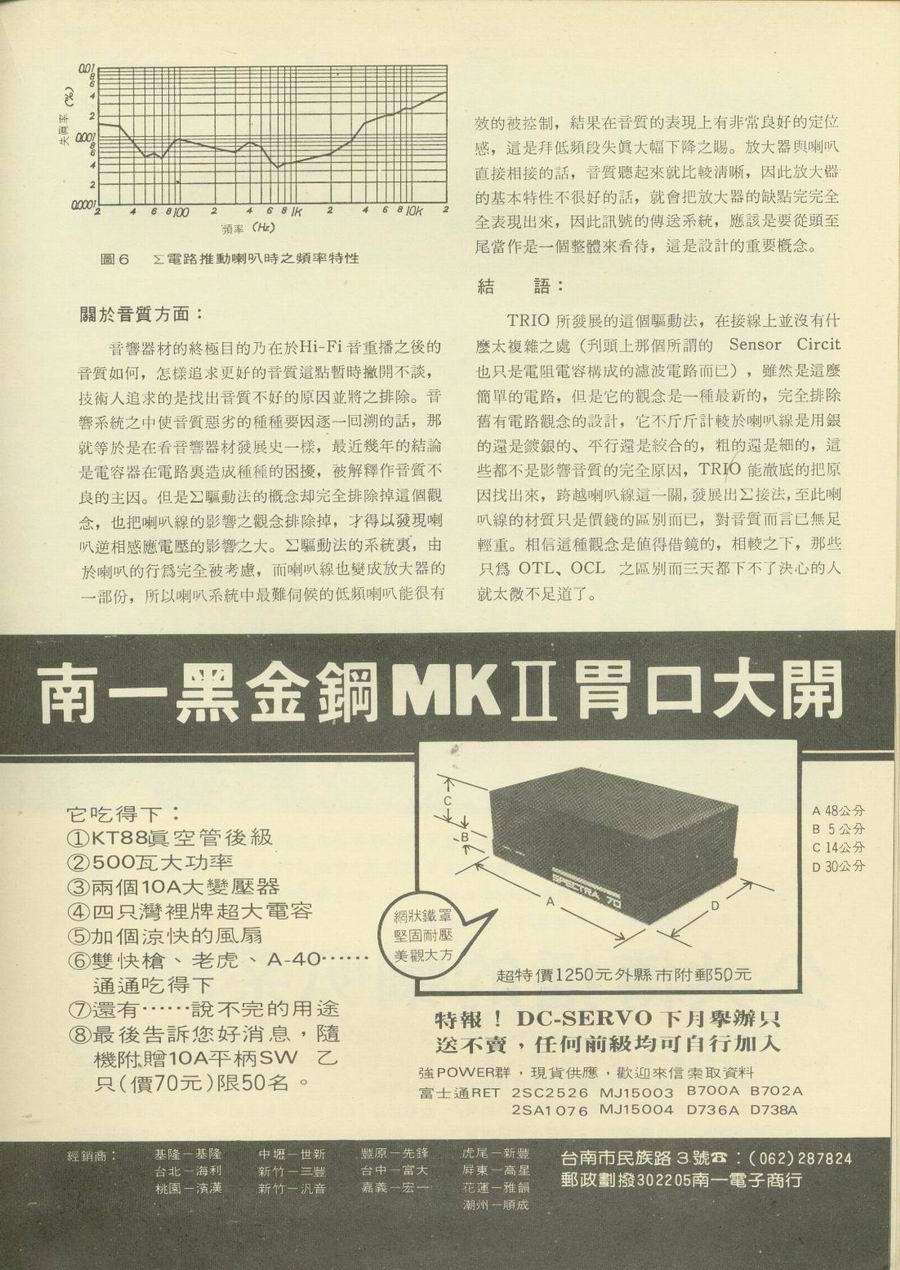 0.01
8
6
4
2
0.001
8
6
4
2
0.0001
失眞率 (%)
2 4 6 8 100 2 4 6 8 1K 2 4 6 8 10K 2
頻率 (Hz)
圖6 Σ電路推動喇叭時之頻率特性
關於音質方面：
音響器材的終極目的乃在於Hi-Fi音重播之後的
音質如何，怎樣追求更好的音質這點暫時撇開不談，
技術人追求的是找出音質不好的原因並將之排除。音
響系統之中使音質惡劣的種種要因逐一回溯的話，那
就等於是在看音響器材發展史一樣，最近幾年的結論
是電容器在電路裏造成種種的困擾，被解釋作音質不
良的主因。但是Σ驅動法的概念却完全排除掉這個觀
念，也把喇叭線的影響之觀念排除掉，才得以發現喇
叭逆相感應電壓的影響之大。Σ驅動法的系統裏，由
於喇叭的行爲完全被考慮，而喇叭線也變成放大器的
一部份，所以喇叭系統中最難伺候的低頻喇叭能很有
效的被控制，結果在音質的表現上有非常良好的定位
感，這是拜低頻段失眞大幅下降之賜。放大器與喇叭
直接相接的話，音質聽起來就比較清晰，因此放大器
的基本特性不很好的話，就會把放大器的缺點完完全
全表現出來，因此訊號的傳送系統，應該是要從頭至
尾當作是一個整體來看待，這是設計的重要概念。
結 語：
TRIO 所發展的這個驅動法，在接線上並沒有什
麼太複雜之處（刋頭上那個所謂的 Sensor Circit
也只是電阻電容構成的濾波電路而已），雖然是這麼
簡單的電路，但是它的觀念是一種最新的，完全排除
舊有電路觀念的設計，它不斤斤計較於喇叭線是用銀
的還是鍍銀的、平行還是絞合的，粗的還是細的，這
些都不是影響音質的完全原因，TRIO 能澈底的把原
因找出來，跨越喇叭線這一關，發展出Σ接法，至此喇
叭線的材質只是價錢的區別而已，對音質而言已無足
輕重。相信這種觀念是值得借鏡的，相較之下，那些
只爲 OTL、OCL 之區別而三天都下不了決心的人
就太微不足道了。
南一黑金鋼MKⅡ胃口大開
它吃得下：
①KT88眞空管後級
②500瓦大功率
③兩個10A大變壓器
④四只灣裡牌超大電容
⑤加個涼快的風扇
⑥雙快槍、老虎、A-40……
通通吃得下
⑦還有……說不完的用途
⑧最後告訴您好消息，隨
機附贈10A平柄SW 乙
只(價70元)限50名。
C
B
A
D
SPECTRA 70
網狀鐵罩
堅固耐壓
美觀大方
超特價1250元外縣市附郵50元
A 48公分
B 5公分
C 14公分
D 30公分
特報！DC-SERVO 下月舉辦只
送不賣，任何前級均可自行加入
強POWER群，現貨供應，歡迎來信索取資料
富士通RET 2SC2526 MJ15003 B700A B702A
2SA1076 MJ15004 D736A D738A
經銷商：
基隆－基隆 中壢－世新 豐原－先鋒 虎尾－新豐
台北－海利 新竹－三豐 台中－富大 屏東－高星
桃園－濱漢 新竹－汎音 嘉義－宏一 花蓮－雅韻
潮州－順成
台南市民族路3號☎：(062)287824
郵政劃撥302205南一電子商行